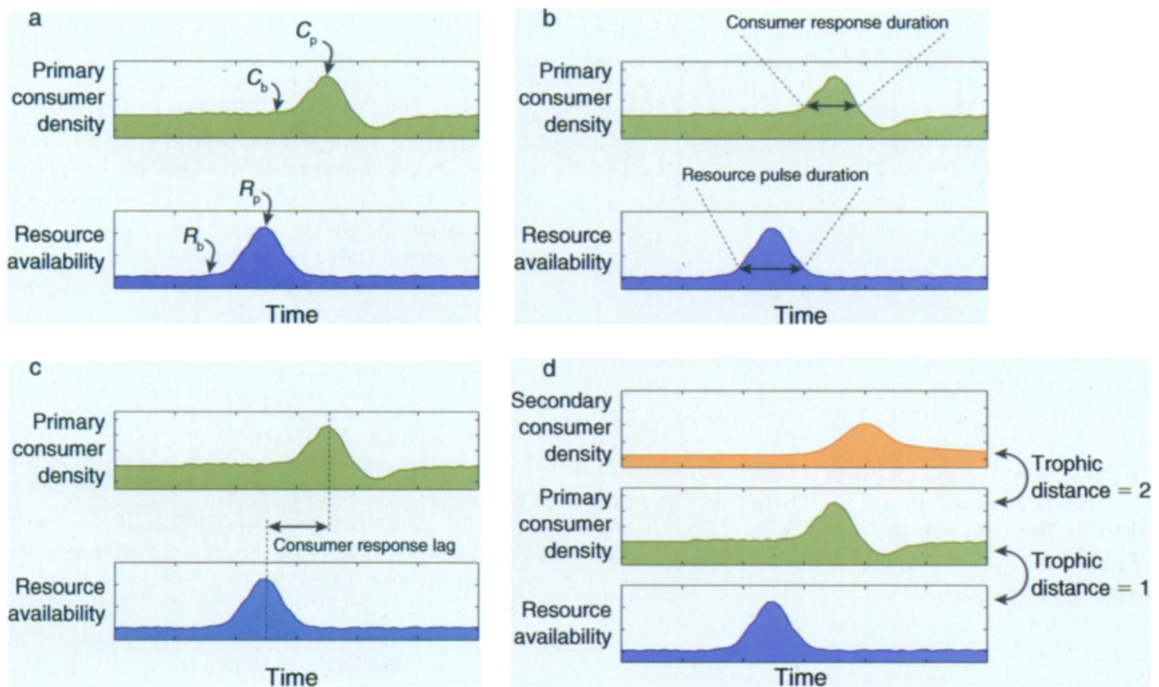 a
C_p
C_b
Primary
consumer
density
R_p
R_b
Resource
availability
Time
b
Consumer response duration
Primary
consumer
density
Resource pulse duration
Resource
availability
Time
c
Primary
consumer
density
Consumer response lag
Resource
availability
Time
d
Secondary
consumer
density
Trophic
distance = 2
Primary
consumer
density
Trophic
distance = 1
Resource
availability
Time